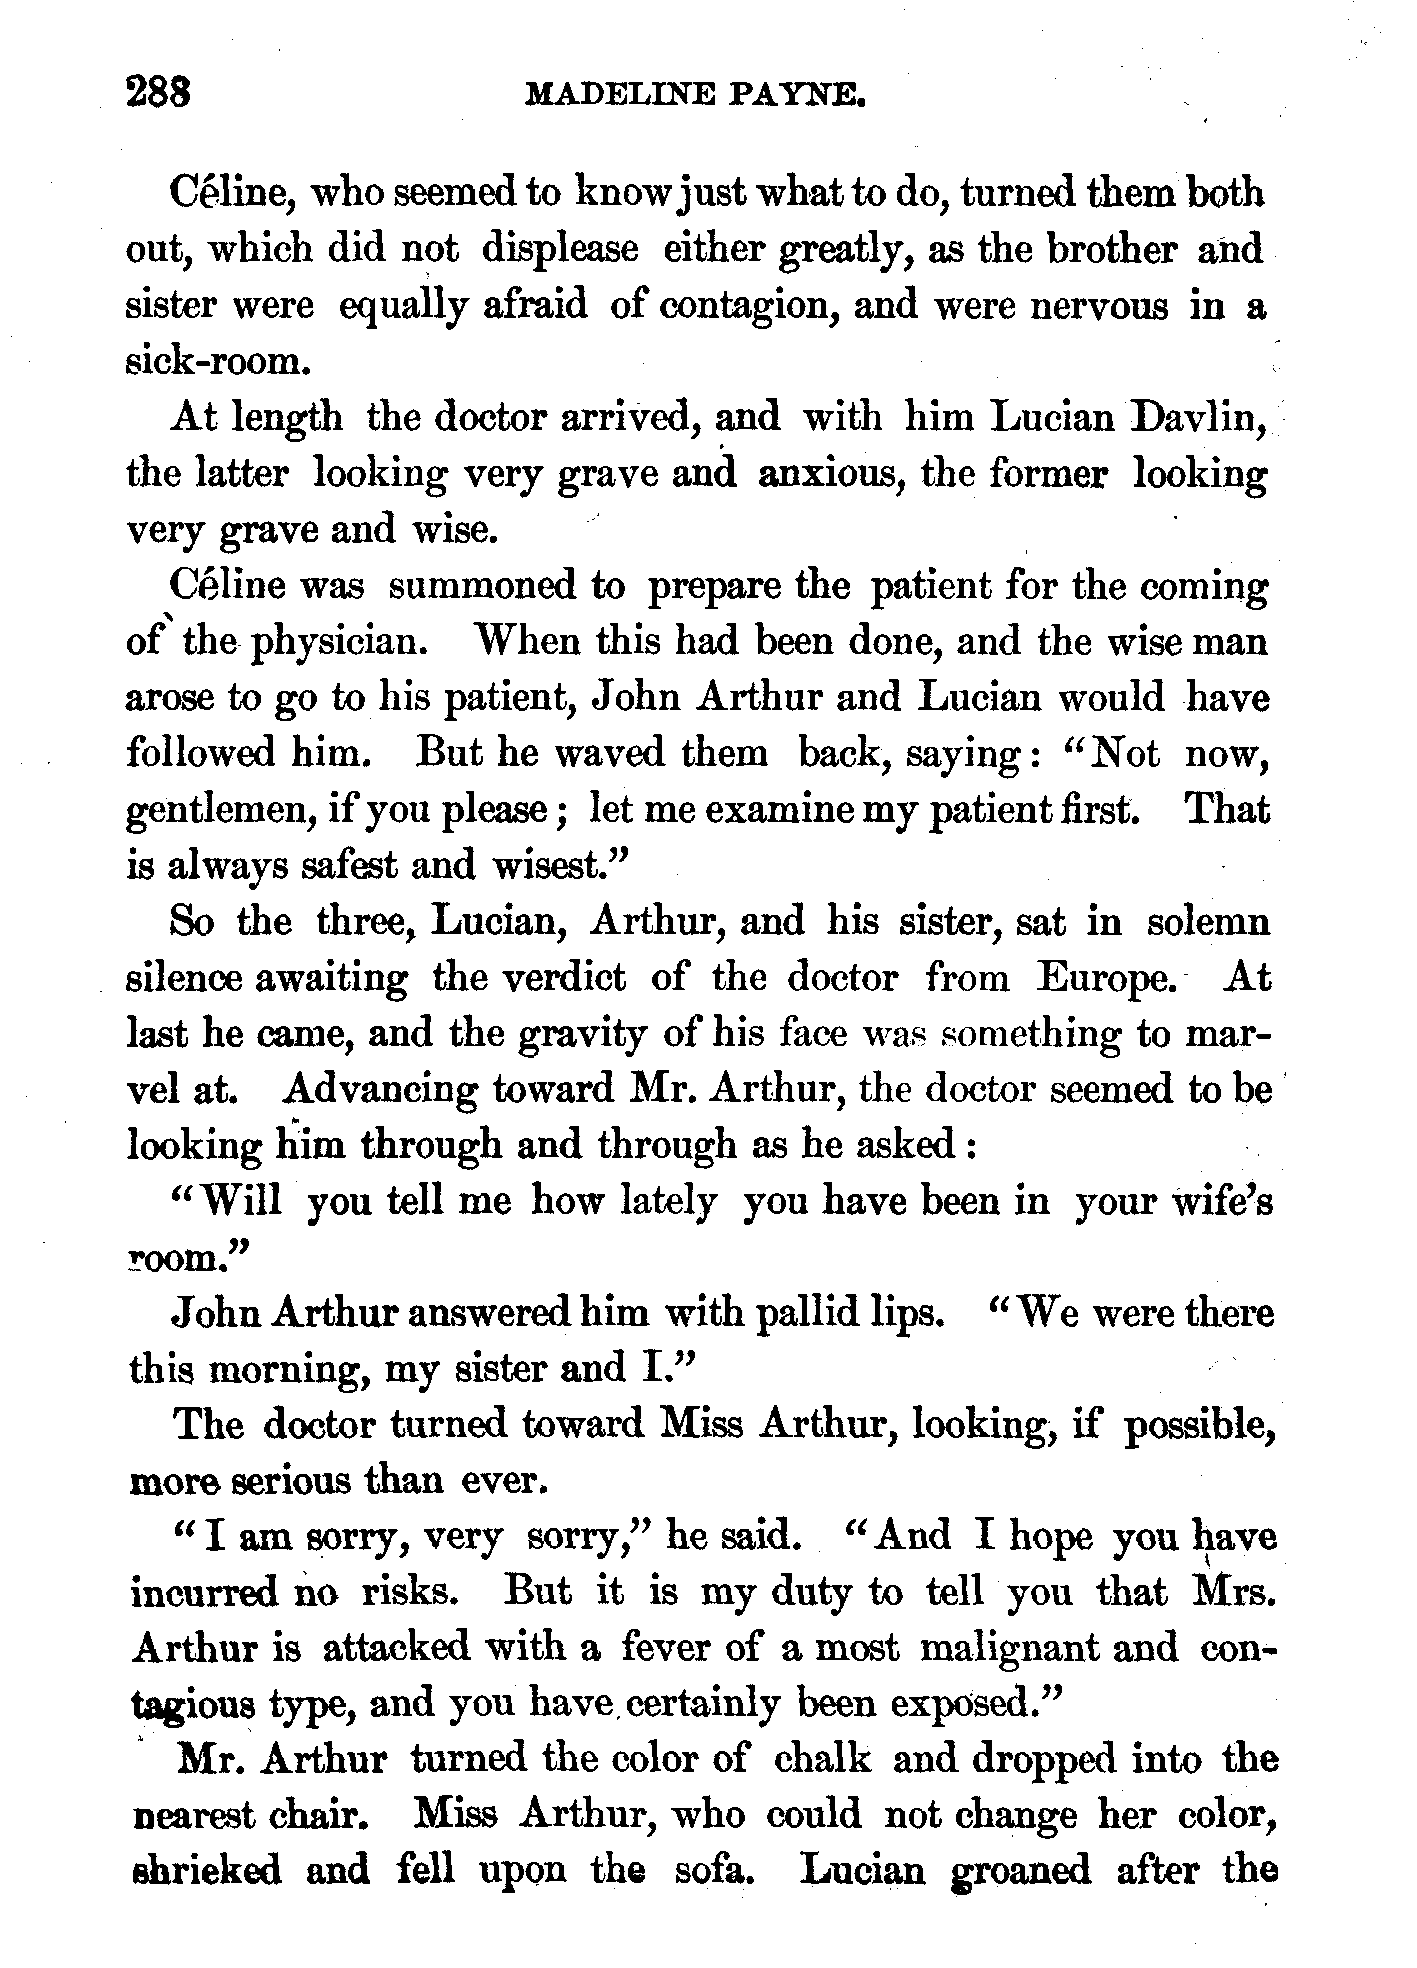 288 MADELINE PAYNE.
Céline, who seemed to know just what to do, turned them both
out, which did not displease either greatly, as the brother and
sister were equally afraid of contagion, and were nervous in a
sick-room.
At length the doctor arrived, and with him Lucian Davlin,
the latter looking very grave and anxious, the former looking
very grave and wise.
Céline was summoned to prepare the patient for the coming
of the physician. When this had been done, and the wise man
arose to go to his patient, John Arthur and Lucian would have
followed him. But he waved them back, saying: “Not now,
gentlemen, if you please; let me examine my patient first. That
is always safest and wisest.”
So the three, Lucian, Arthur, and his sister, sat in solemn
silence awaiting the verdict of the doctor from Europe. At
last he came, and the gravity of his face was something to mar-
vel at. Advancing toward Mr. Arthur, the doctor seemed to be
looking him through and through as he asked:
“Will you tell me how lately you have been in your wife’s
room.”
John Arthur answered him with pallid lips. “We were there
this morning, my sister and I.”
The doctor turned toward Miss Arthur, looking, if possible,
more serious than ever.
“I am sorry, very sorry,” he said. “And I hope you have
incurred no risks. But it is my duty to tell you that Mrs.
Arthur is attacked with a fever of a most malignant and con-
tagious type, and you have certainly been exposed.”
Mr. Arthur turned the color of chalk and dropped into the
nearest chair. Miss Arthur, who could not change her color,
shrieked and fell upon the sofa. Lucian groaned after the